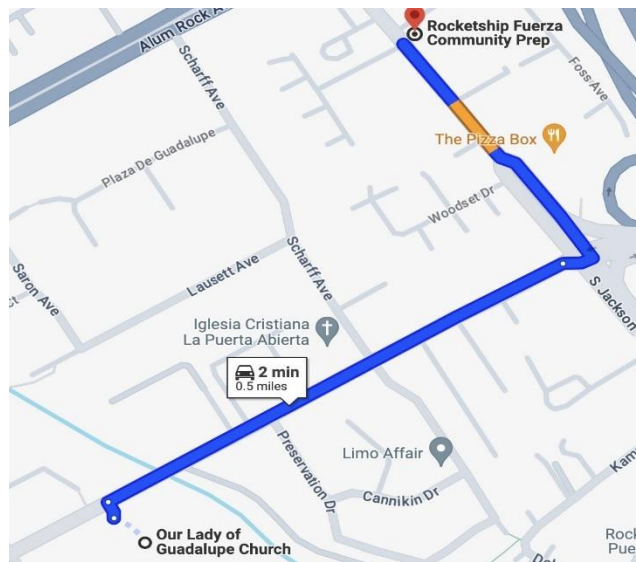 Alum Rock A
Rocketship Fuerza
Community Prep
Scharff Ave
Foss Ave
The Pizza Box
Plaza De Guadalupe
Woodset Dr
Scharff Ave
Lausett Ave
Saron Ave
ct
S Jackson
Iglesia Cristiana
La Puerta Abierta
2 min
0.5 miles
Preservation Dr
Limo Affair
Cannikin Dr
Kam
Our Lady of
Guadalupe Church
Rock
Pue